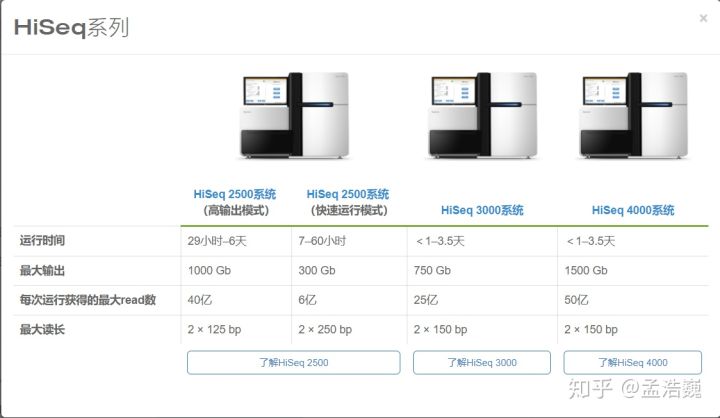 HiSeq系列
×
HiSeq 2500系统
（高输出模式）
HiSeq 2500系统
（快速运行模式）
HiSeq 3000系统
HiSeq 4000系统
运行时间 29小时–6天 7–60小时 ＜1–3.5天 ＜1–3.5天
最大输出 1000 Gb 300 Gb 750 Gb 1500 Gb
每次运行获得的最大read数 40亿 6亿 25亿 50亿
最大读长 2 × 125 bp 2 × 250 bp 2 × 150 bp 2 × 150 bp
了解HiSeq 2500 了解HiSeq 3000 了解HiSeq 4000
知乎 @孟浩巍